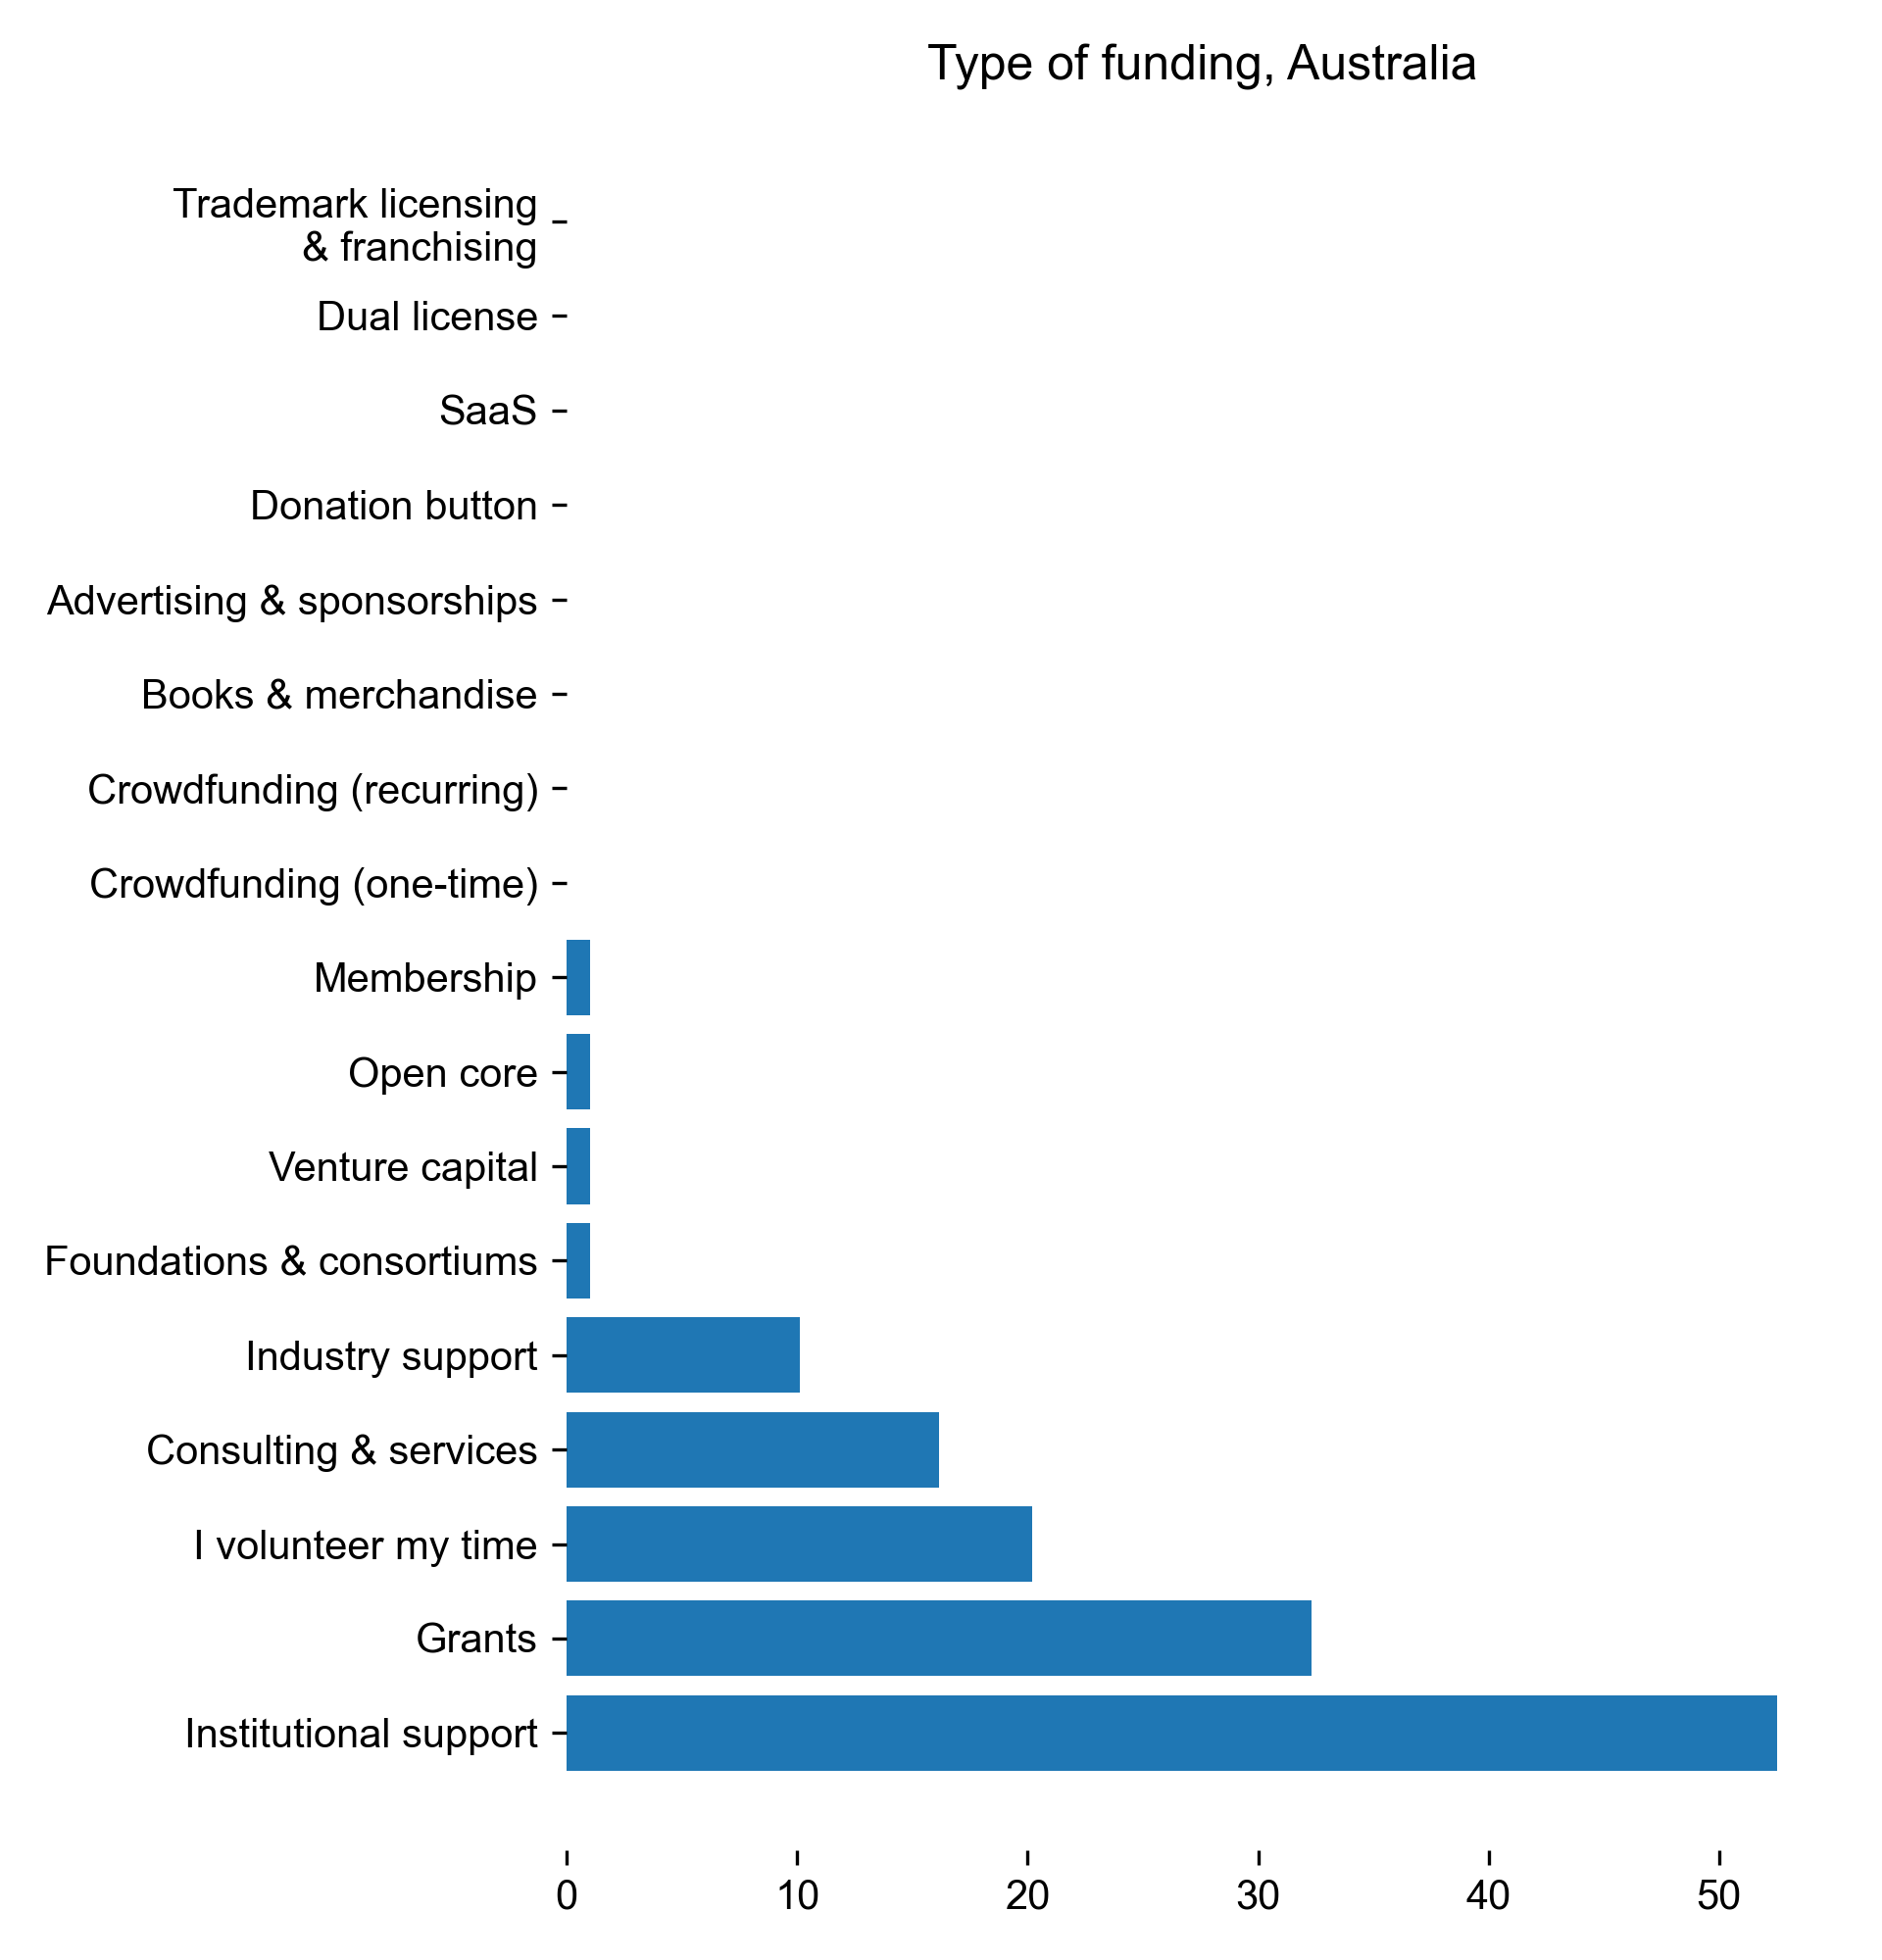 Type of funding, Australia
Trademark licensing
& franchising
Dual license
SaaS
Donation button
Advertising & sponsorships
Books & merchandise
Crowdfunding (recurring)
Crowdfunding (one-time)
Membership
Open core
Venture capital
Foundations & consortiums
Industry support
Consulting & services
I volunteer my time
Grants
Institutional support
0 10 20 30 40 50